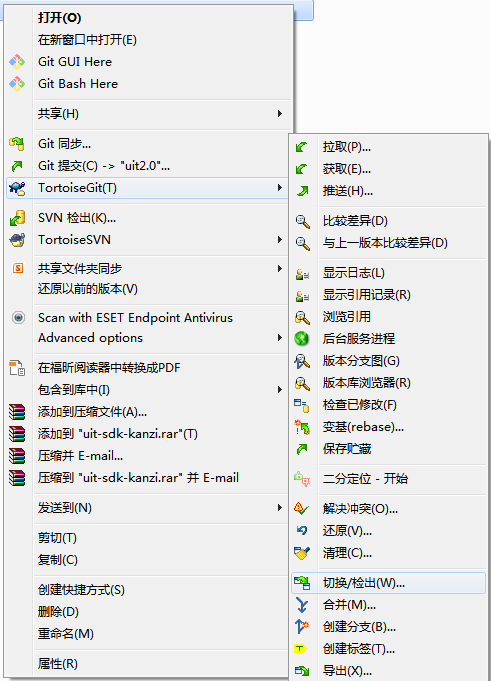 打开(O)
在新窗口中打开(E)
Git GUI Here
Git Bash Here
共享(H)
Git 同步...
Git 提交(C) -> "uit2.0"...
TortoiseGit(T)
SVN 检出(K)...
TortoiseSVN
共享文件夹同步
还原以前的版本(V)
Scan with ESET Endpoint Antivirus
Advanced options
在福昕阅读器中转换成PDF
包含到库中(I)
添加到压缩文件(A)...
添加到 "uit-sdk-kanzi.rar"(T)
压缩并 E-mail...
压缩到 "uit-sdk-kanzi.rar" 并 E-mail
发送到(N)
剪切(T)
复制(C)
创建快捷方式(S)
删除(D)
重命名(M)
属性(R)
拉取(P)...
获取(E)...
推送(H)...
比较差异(D)
与上一版本比较差异(D)
显示日志(L)
显示引用记录(R)
浏览引用
后台服务进程
版本分支图(G)
版本库浏览器(R)
检查已修改(F)
变基(rebase)...
保存贮藏
二分定位 - 开始
解决冲突(O)...
还原(V)...
清理(C)...
切换/检出(W)...
合并(M)...
创建分支(B)...
创建标签(T)...
导出(X)...